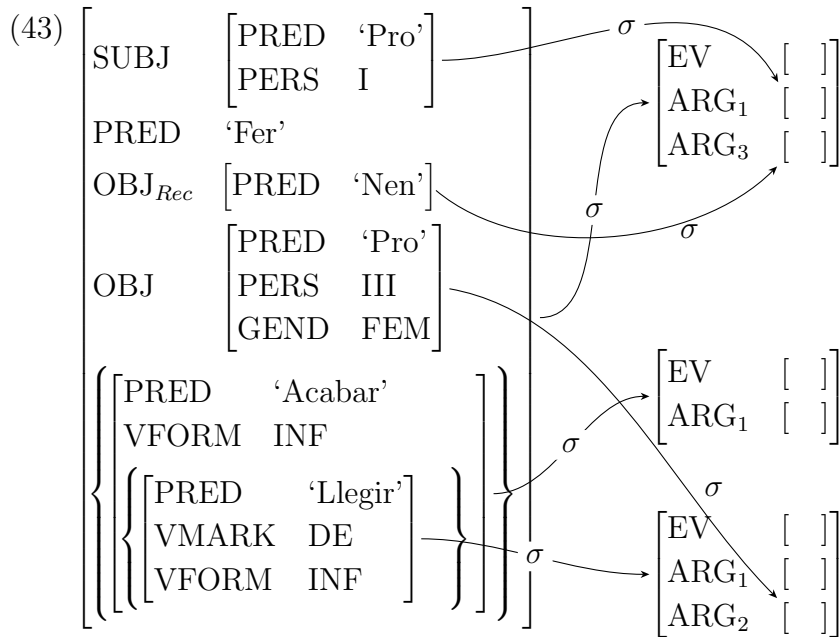 (43)
SUBJ [PRED ‘Pro’
PERS I] σ
PRED ‘Fer’
OBJ_Rec [PRED ‘Nen’] σ
OBJ [PRED ‘Pro’
PERS III
GEND FEM] σ
{[PRED ‘Acabar’
VFORM INF
{[PRED ‘Llegir’
VMARK DE
VFORM INF]}]}
σ
σ
σ
[EV [ ]
ARG₁ [ ]
ARG₃ [ ]]
[EV [ ]
ARG₁ [ ]]
[EV [ ]
ARG₁ [ ]
ARG₂ [ ]]